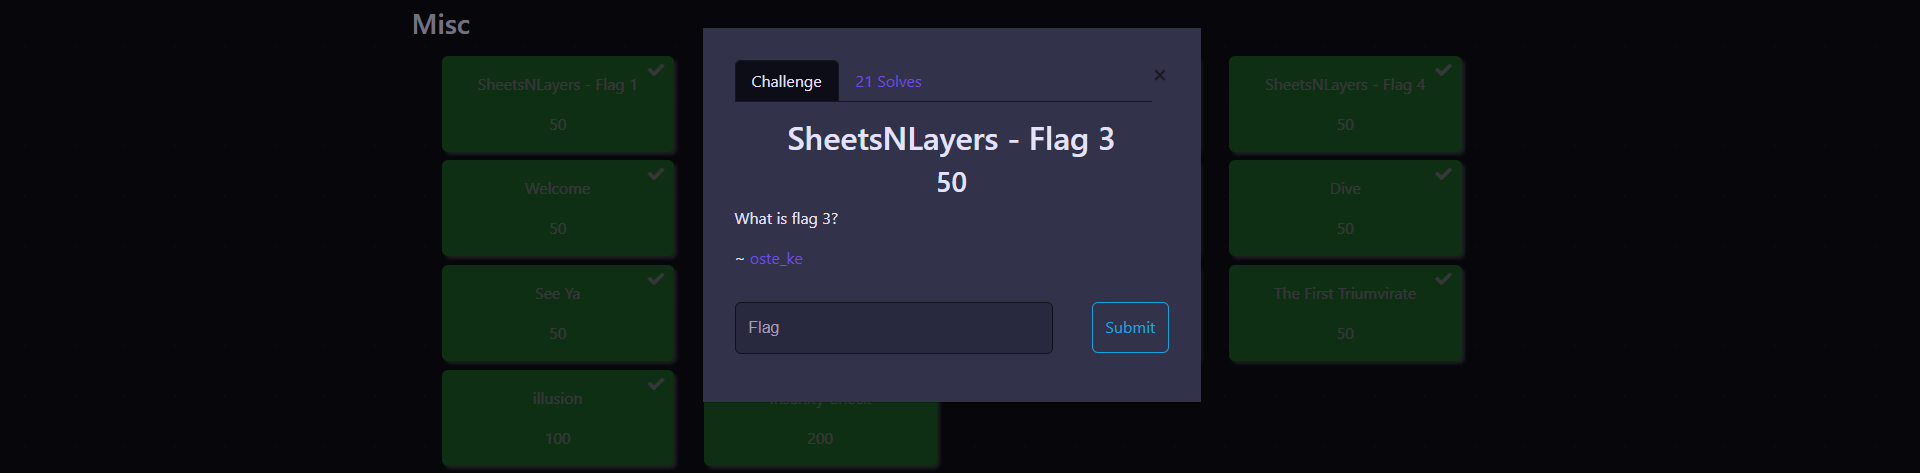 Misc
SheetsNLayers - Flag 1
50
Welcome
50
See Ya
50
illusion
100
Challenge
21 Solves
×
SheetsNLayers - Flag 3
50
What is flag 3?
~ oste_ke
Flag
Submit
200
SheetsNLayers - Flag 4
50
Dive
50
The First Triumvirate
50